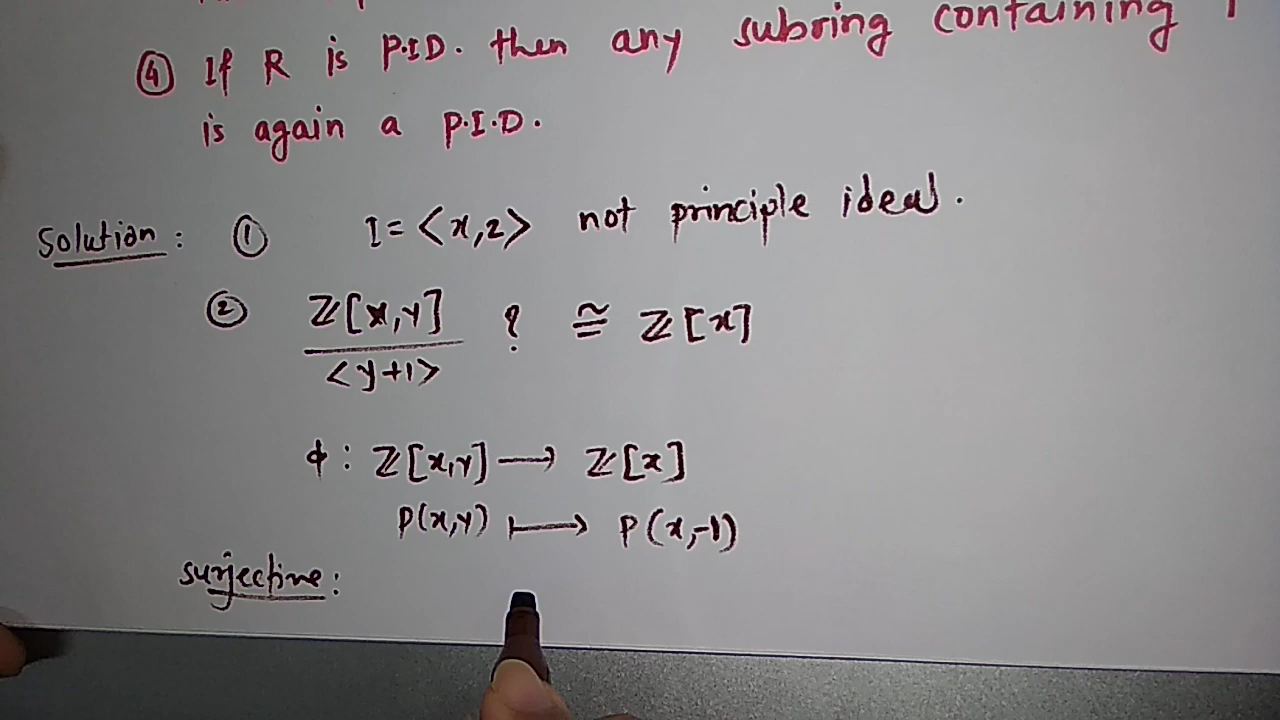 ④ If R is P.I.D. then any subring containing 1
is again a P.I.D.
Solution : ① I = <x,2> not principle ideal.
② Z[x,y] ? ≅ Z[x]
<y+1>
φ : Z[x,y] ⟶ Z[x]
P(x,y) ⟼ P(x,-1)
surjective: